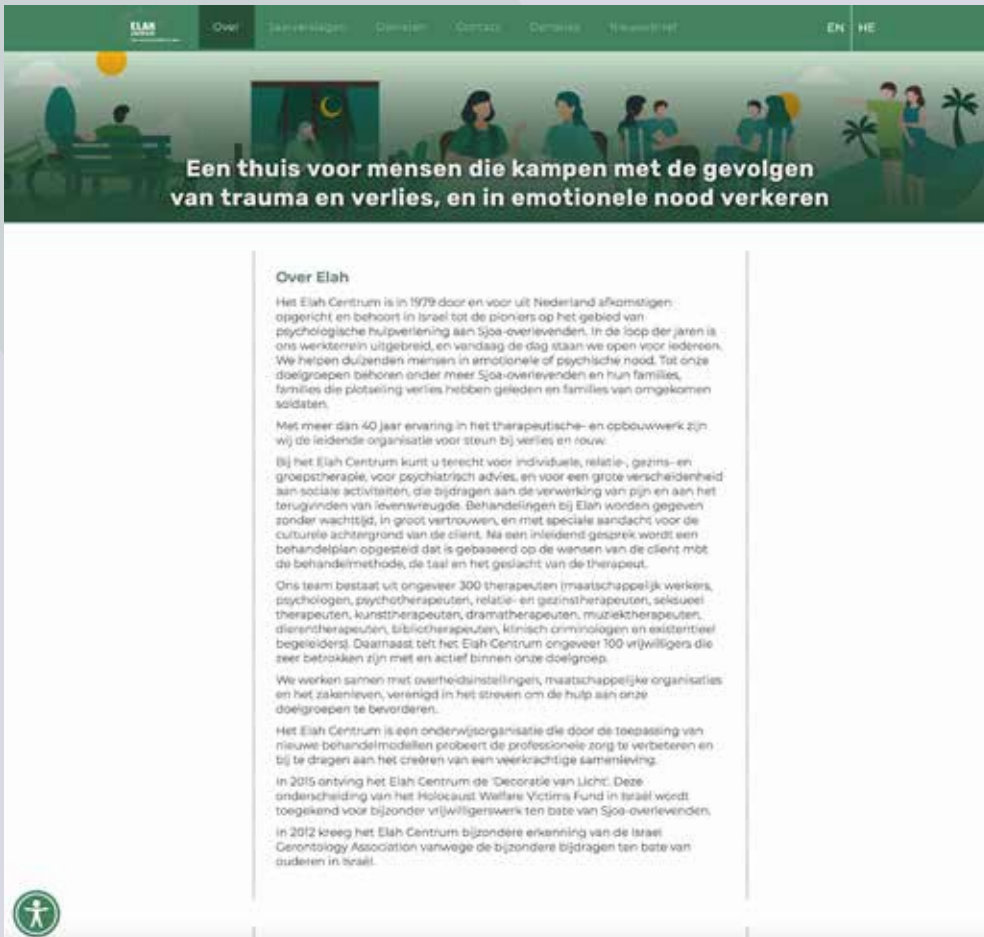 ELAH
Over Jaarverslagen Diensten Contact Donaties Nieuwsbrief EN HE
Een thuis voor mensen die kampen met de gevolgen
van trauma en verlies, en in emotionele nood verkeren
Over Elah
Het Elah Centrum is in 1979 door en voor uit Nederland afkomstigen
opgericht en behoort in Israel tot de pioniers op het gebied van
psychologische hulpverlening aan Sjoa-overlevenden. In de loop der jaren is
ons werkterrein uitgebreid, en vandaag de dag staan we open voor iedereen.
We helpen duizenden mensen in emotionele of psychische nood. Tot onze
doelgroepen behoren onder meer Sjoa-overlevenden en hun families,
families die plotseling verlies hebben geleden en families van omgekomen
soldaten.
Met meer dan 40 jaar ervaring in het therapeutische- en opbouwwerk zijn
wij de leidende organisatie voor steun bij verlies en rouw.
Bij het Elah Centrum kunt u terecht voor individuele, relatie-, gezins- en
groepstherapie, voor psychiatrisch advies, en voor een grote verscheidenheid
aan sociale activiteiten, die bijdragen aan de verwerking van pijn en aan het
terugvinden van levensvreugde. Behandelingen bij Elah worden gegeven
zonder wachttijd, in groot vertrouwen, en met speciale aandacht voor de
culturele achtergrond van de client. Na een inleidend gesprek wordt een
behandelplan opgesteld dat is gebaseerd op de wensen van de client mbt
de behandelmethode, de taal en het geslacht van de therapeut.
Ons team bestaat uit ongeveer 300 therapeuten (maatschappelijk werkers,
psychologen, psychotherapeuten, relatie- en gezinstherapeuten, seksueel
therapeuten, kunsttherapeuten, dramatherapeuten, muziektherapeuten,
dierentherapeuten, bibliotherapeuten, klinisch criminologen en existentieel
begeleiders). Daarnaast telt het Elah Centrum ongeveer 100 vrijwilligers die
zeer betrokken zijn met en actief binnen onze doelgroep.
We werken samen met overheidsinstellingen, maatschappelijke organisaties
en het zakenleven, verenigd in het streven om de hulp aan onze
doelgroepen te bevorderen.
Het Elah Centrum is een onderwijsorganisatie die door de toepassing van
nieuwe behandelmodellen probeert de professionele zorg te verbeteren en
bij te dragen aan het creëren van een veerkrachtige samenleving.
In 2015 ontving het Elah Centrum de 'Decoratie van Licht'. Deze
onderscheiding van het Holocaust Welfare Victims Fund in Israël wordt
toegekend voor bijzonder vrijwilligerswerk ten bate van Sjoa-overlevenden.
In 2012 kreeg het Elah Centrum bijzondere erkenning van de Israel
Gerontology Association vanwege de bijzondere bijdragen ten bate van
ouderen in Israël.